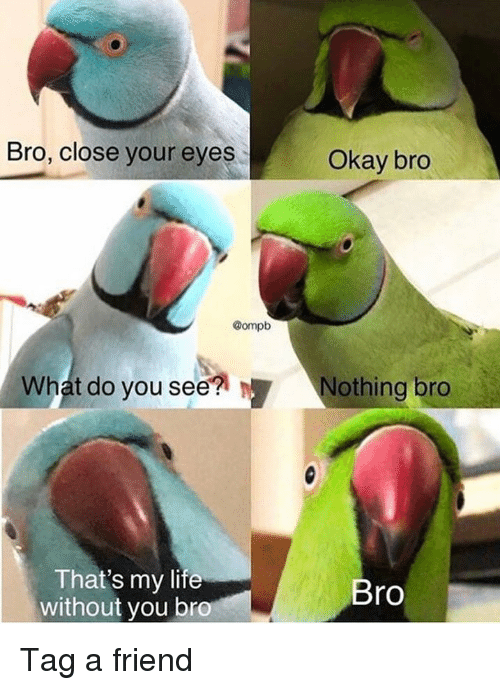 Bro, close your eyes
Okay bro
@ompb
What do you see?
Nothing bro
That's my life
without you bro
Bro
Tag a friend